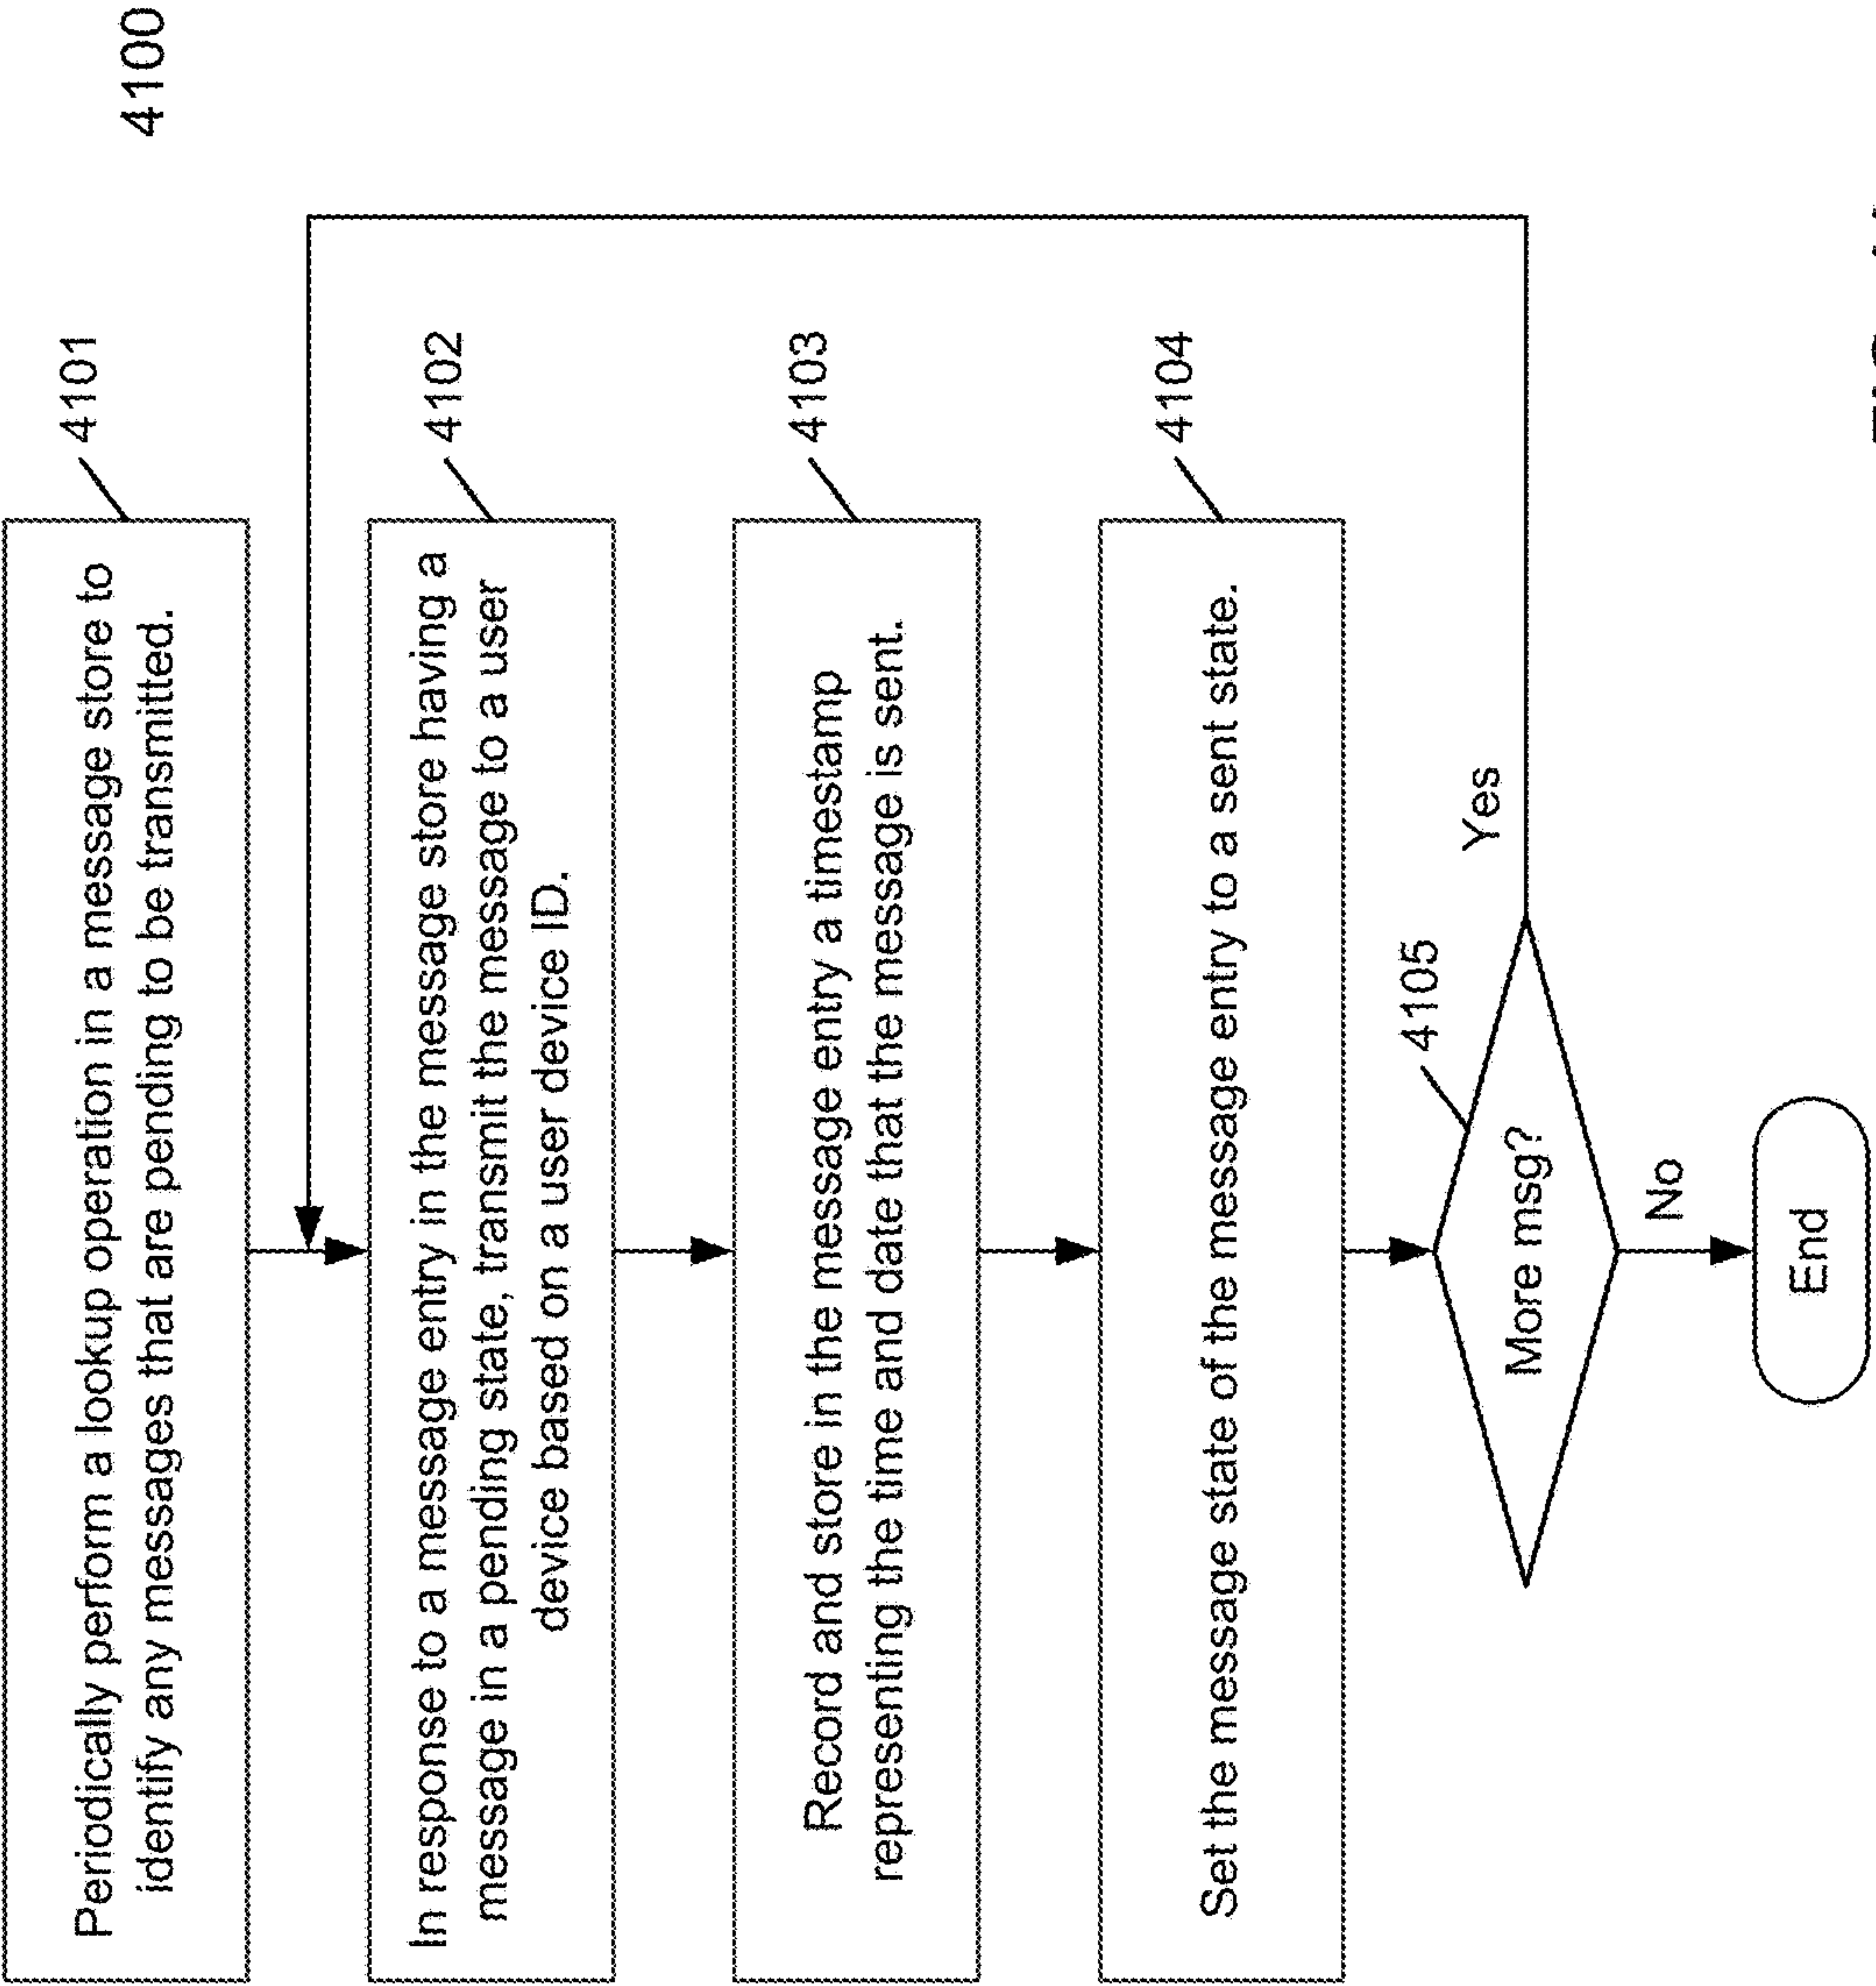 4100
4101
Periodically perform a lookup operation in a message store to
identify any messages that are pending to be transmitted.
4102
In response to a message entry in the message store having a
message in a pending state, transmit the message to a user
device based on a user device ID.
4103
Record and store in the message entry a timestamp
representing the time and date that the message is sent.
4104
Set the message state of the message entry to a sent state.
4105
More msg?
Yes
No
End